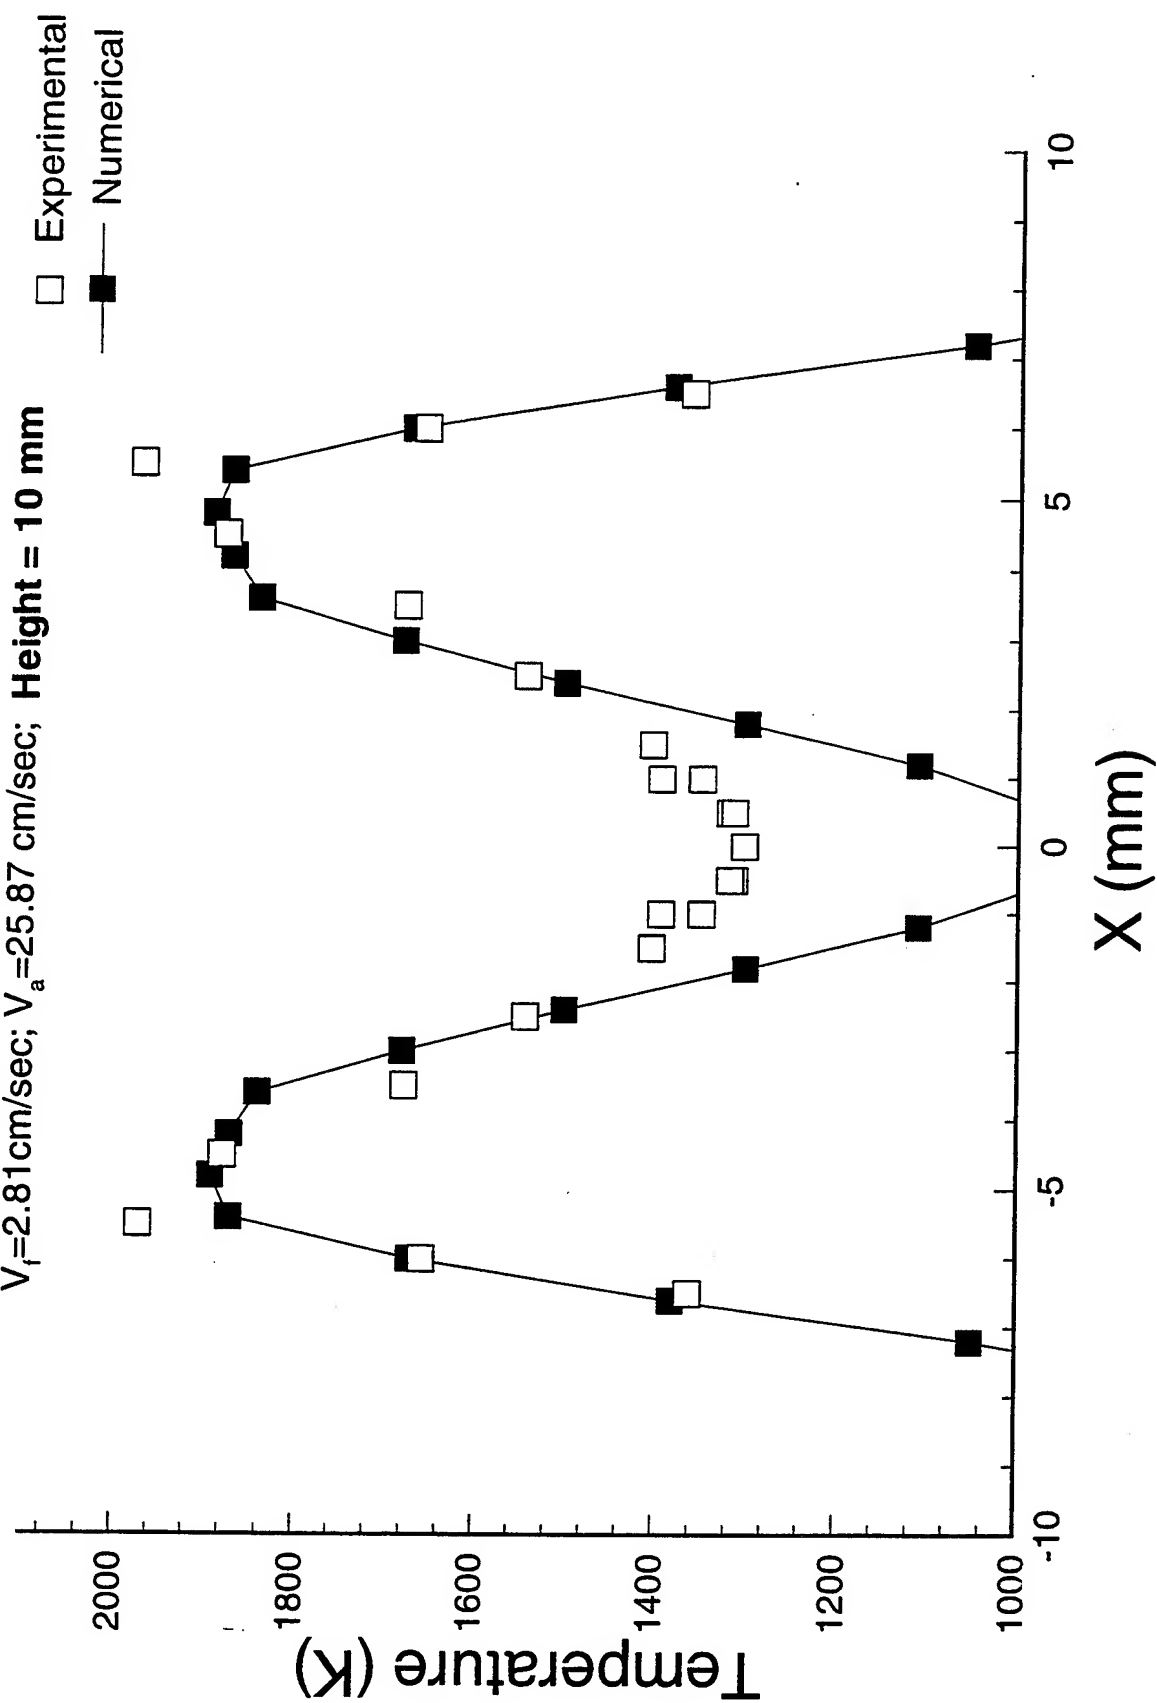 V_f=2.81cm/sec; V_a=25.87 cm/sec; Height = 10 mm
Experimental
Numerical
Temperature (K)
2000
1800
1600
1400
1200
1000
-10
-5
0
5
10
X (mm)